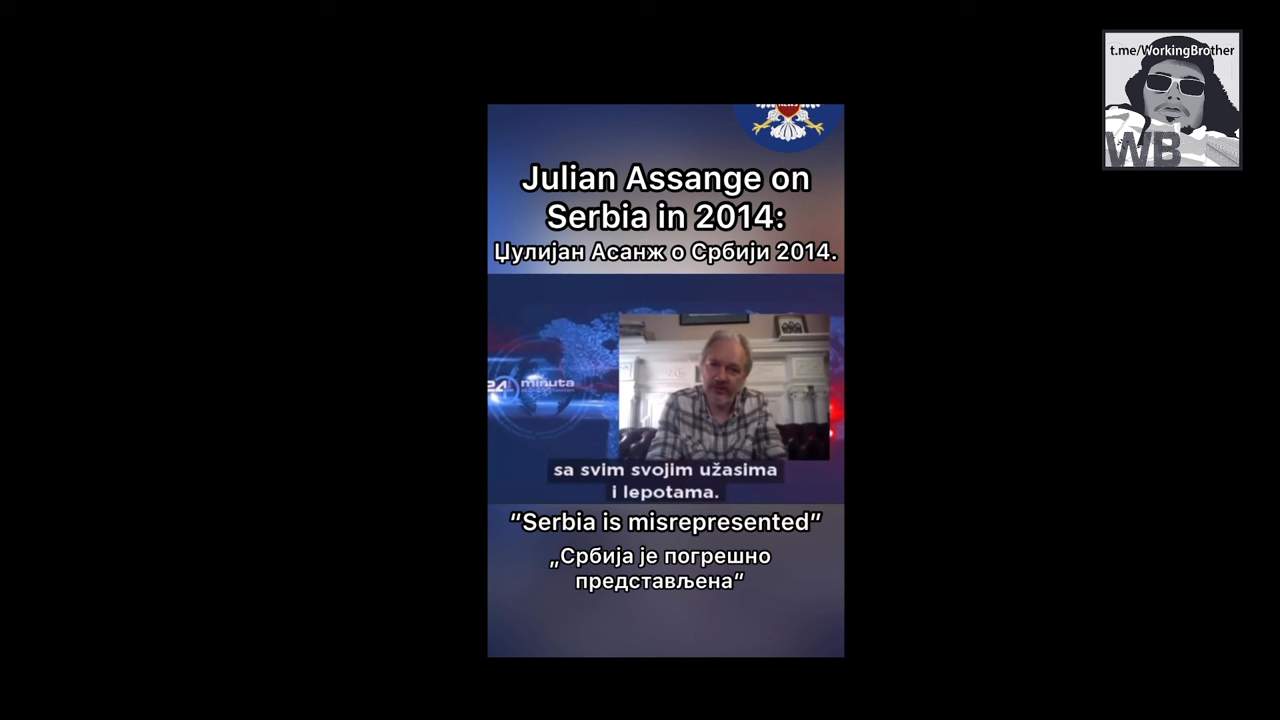 t.me/WorkingBrother
WB
NEWS
Julian Assange on
Serbia in 2014:
Џулијан Асанж о Србији 2014.
24 minuta
sa svim svojim užasima
i lepotama.
“Serbia is misrepresented”
„Србија је погрешно
представљена“